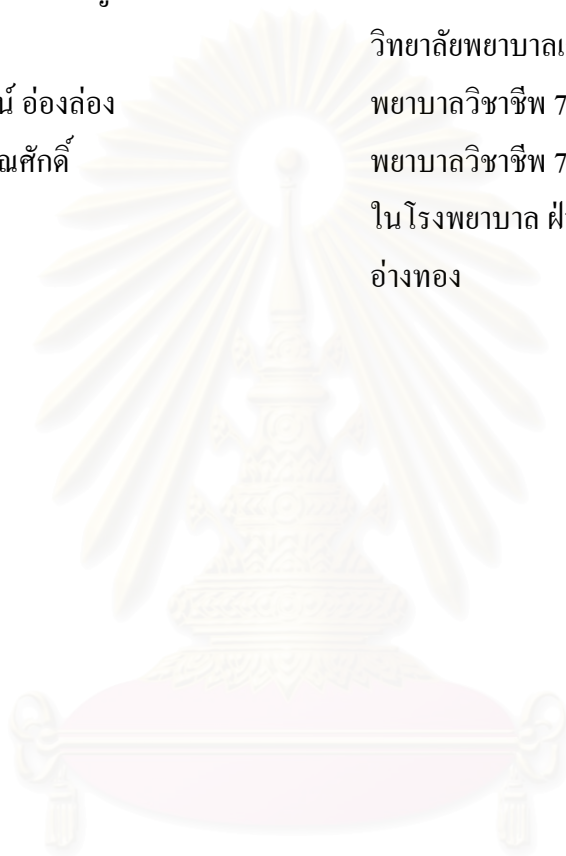 วิทยาลัยพยาบาล
น์ อ่องล่อง พยาบาลวิชาชีพ 7
ณศักดิ์ พยาบาลวิชาชีพ 7
ในโรงพยาบาล
อ่างทอง